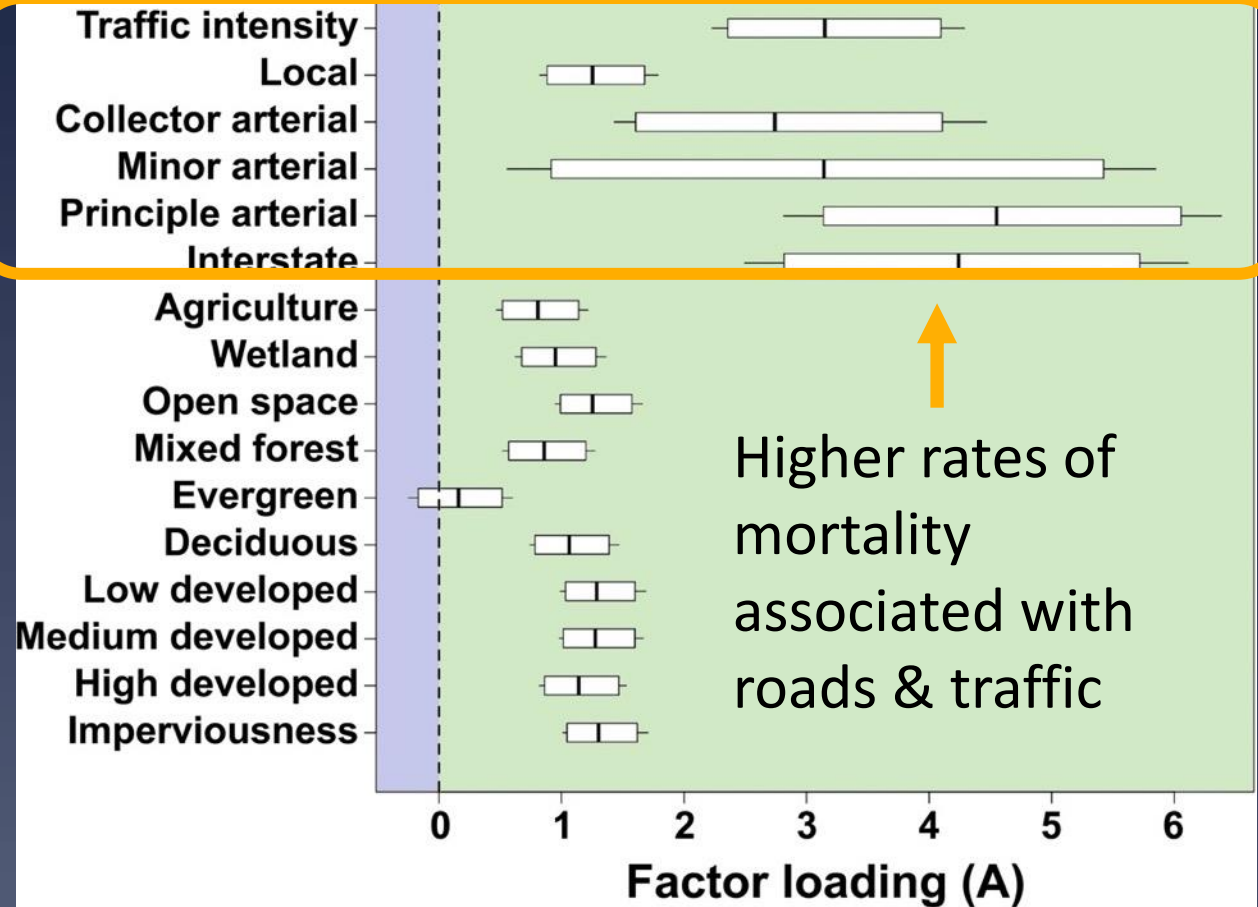 Traffic intensity
Local
Collector arterial
Minor arterial
Principle arterial
Interstate
Agriculture
Wetland
Open space
Mixed forest
Evergreen
Deciduous
Low developed
Medium developed
High developed
Imperviousness
Higher rates of
mortality
associated with
roads & traffic
0 1 2 3 4 5 6
Factor loading (A)